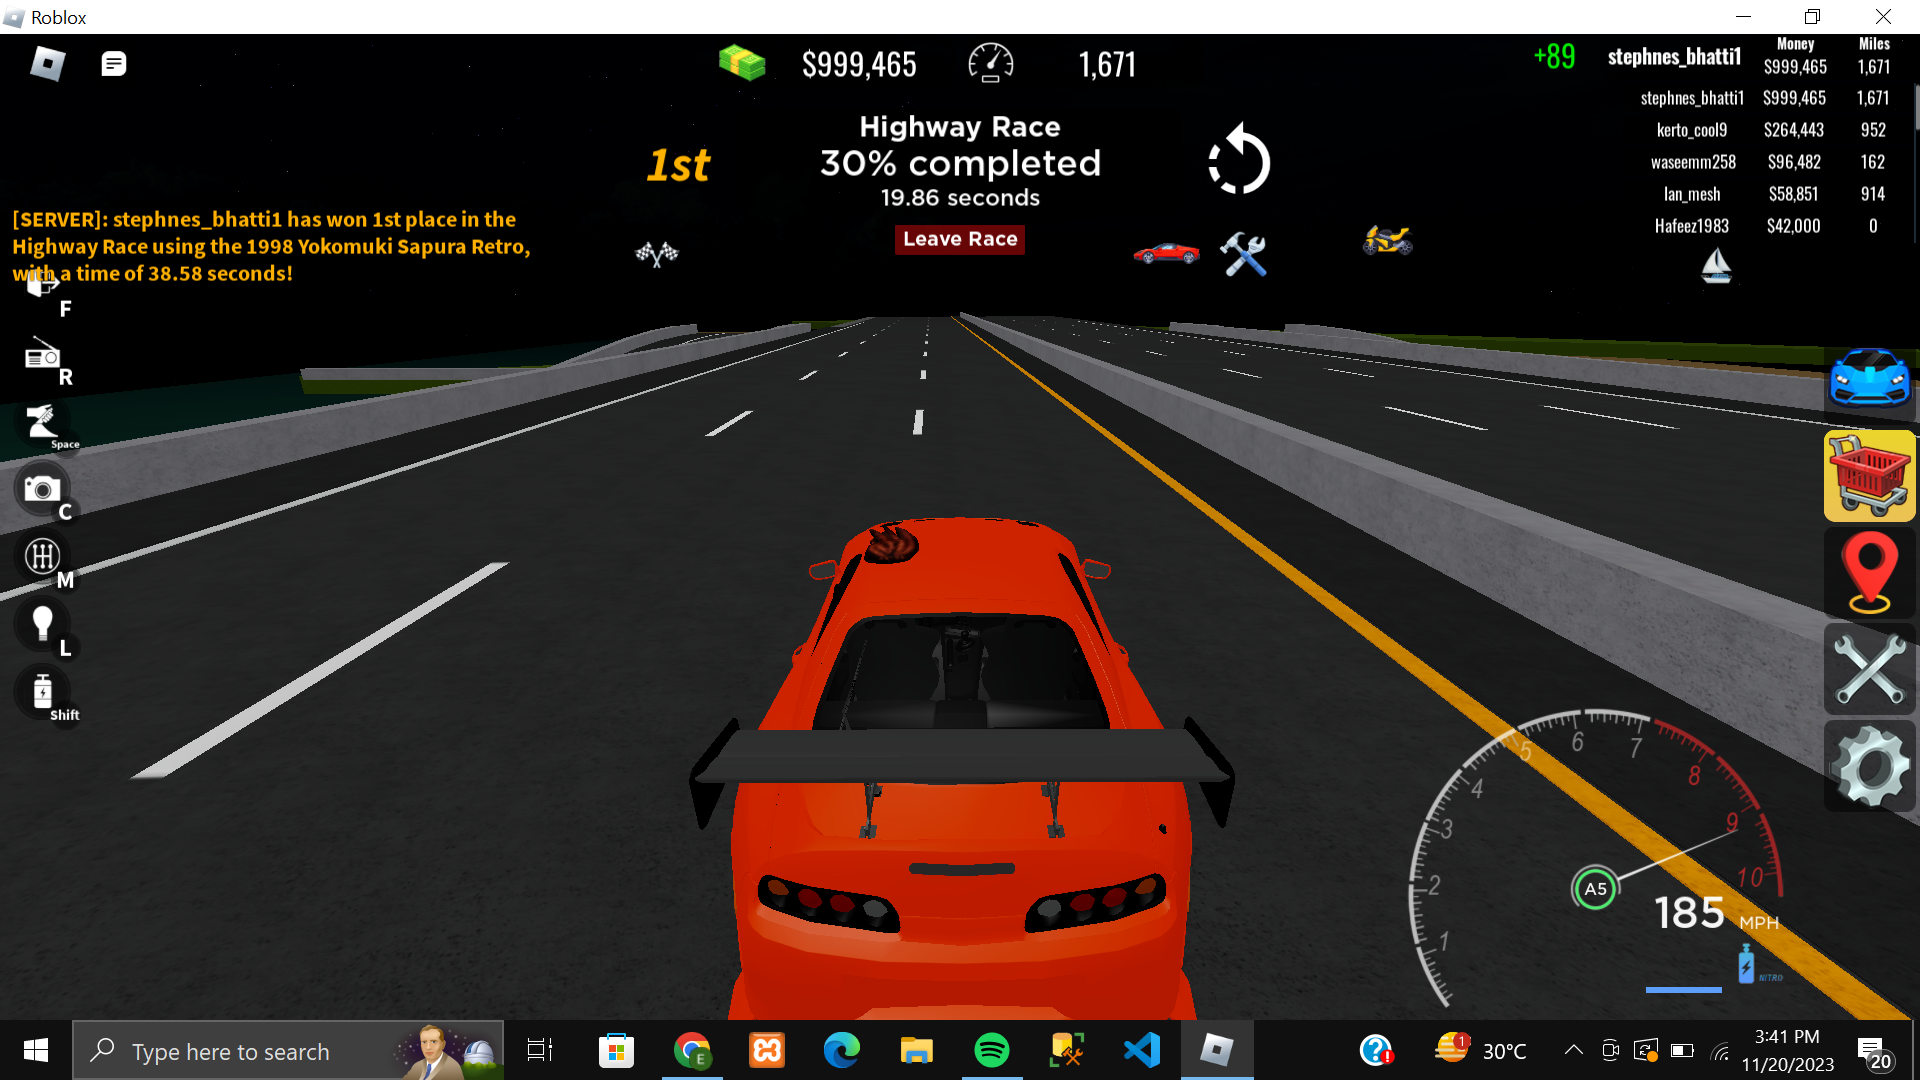 Roblox
$999,465
1,671
+89
stephnes_bhatti1
Money
$999,465
Miles
1,671
stephnes_bhatti1 $999,465 1,671
kerto_cool9 $264,443 952
waseemm258 $96,482 162
Ian_mesh $58,851 914
Hafeez1983 $42,000 0
1st
Highway Race
30% completed
19.86 seconds
Leave Race
[SERVER]: stephnes_bhatti1 has won 1st place in the
Highway Race using the 1998 Yokomuki Sapura Retro,
with a time of 38.58 seconds!
F
R
Space
C
M
L
Shift
1
2
3
4
5
6
7
8
9
10
A5
185 MPH
NITRO
Type here to search
E
1
30°C
3:41 PM
11/20/2023
20